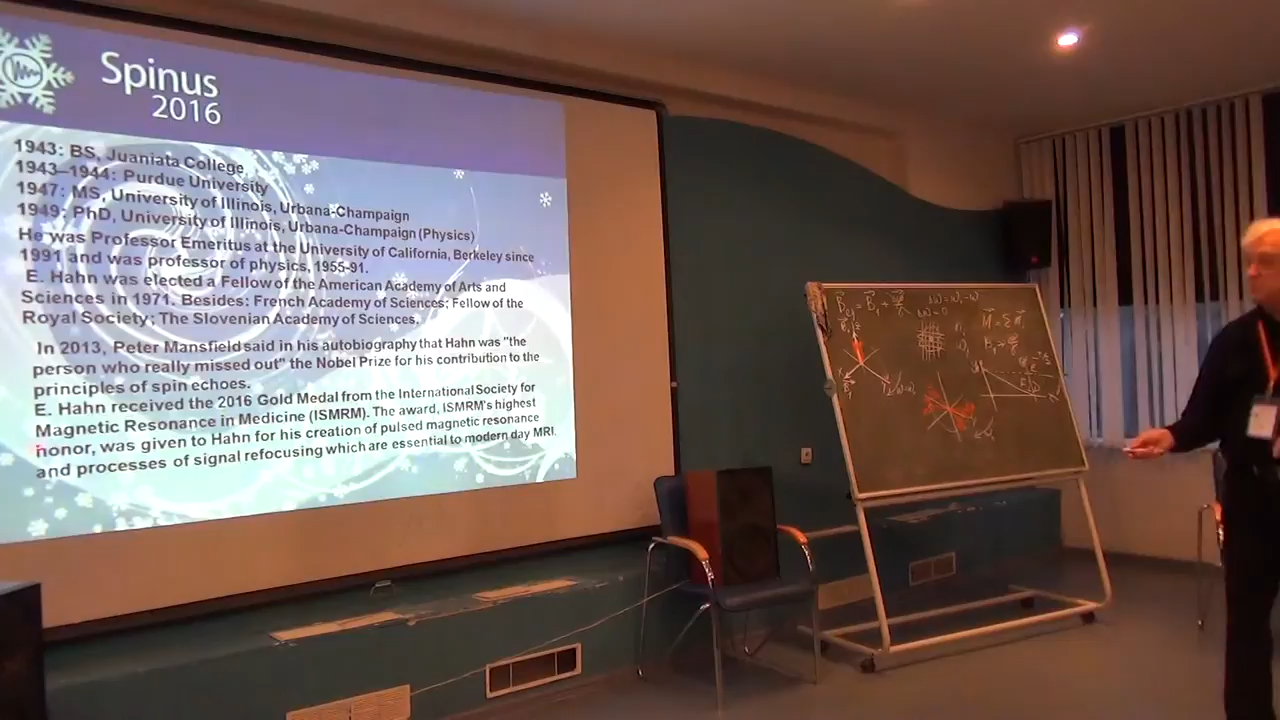 Spinus
2016
1943: BS, Juaniata College
1943–1944: Purdue University
1947: MS, University of Illinois, Urbana-Champaign
1949: PhD, University of Illinois, Urbana-Champaign (Physics)
He was Professor Emeritus at the University of California, Berkeley since
1991 and was professor of physics, 1955-91.
E. Hahn was elected a Fellow of the American Academy of Arts and
Sciences in 1971. Besides: French Academy of Sciences; Fellow of the
Royal Society; The Slovenian Academy of Sciences,
In 2013, Peter Mansfield said in his autobiography that Hahn was "the
person who really missed out" the Nobel Prize for his contribution to the
principles of spin echoes.
E. Hahn received the 2016 Gold Medal from the International Society for
Magnetic Resonance in Medicine (ISMRM). The award, ISMRM's highest
honor, was given to Hahn for his creation of pulsed magnetic resonance
and processes of signal refocusing which are essential to modern day MRI.